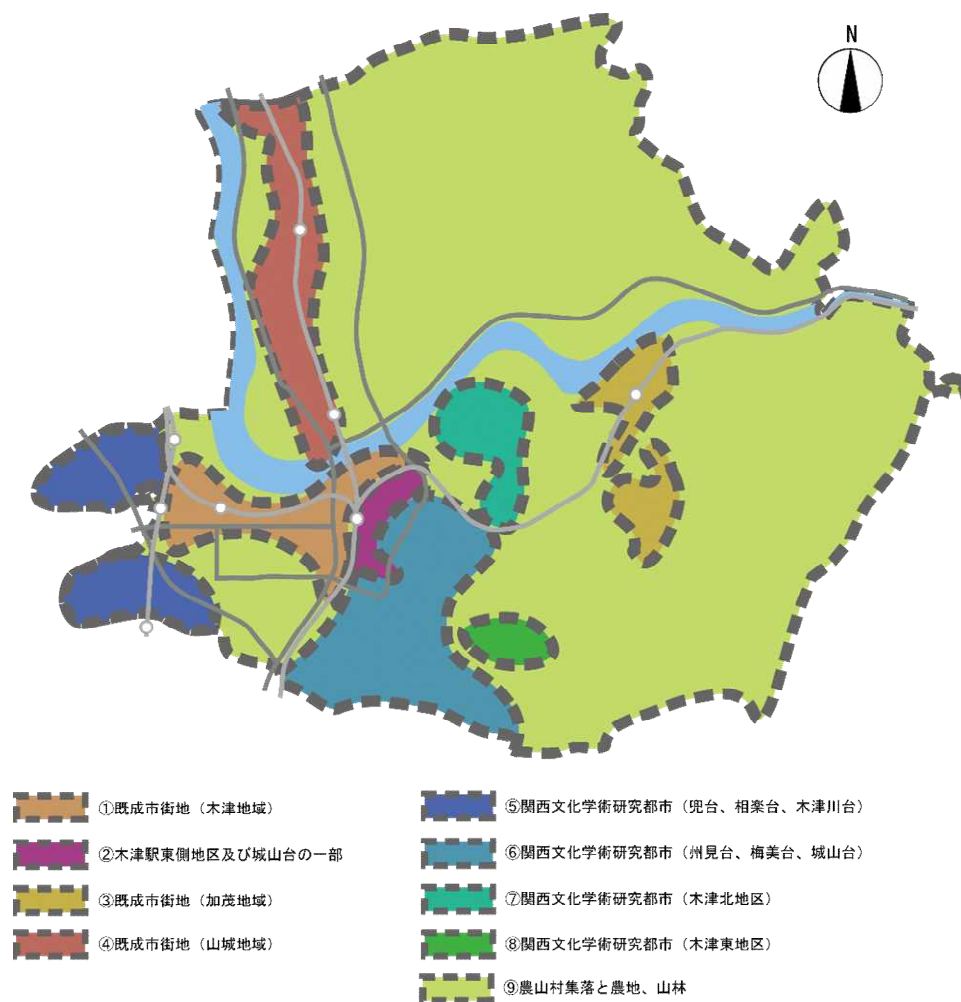 N
①既成市街地（木津地域）
②木津駅東側地区及び城山台の一部
③既成市街地（加茂地域）
④既成市街地（山城地域）
⑤関西文化学術研究都市（兜台、相楽台、木津川台）
⑥関西文化学術研究都市（州見台、梅美台、城山台）
⑦関西文化学術研究都市（木津北地区）
⑧関西文化学術研究都市（木津東地区）
⑨農山村集落と農地、山林